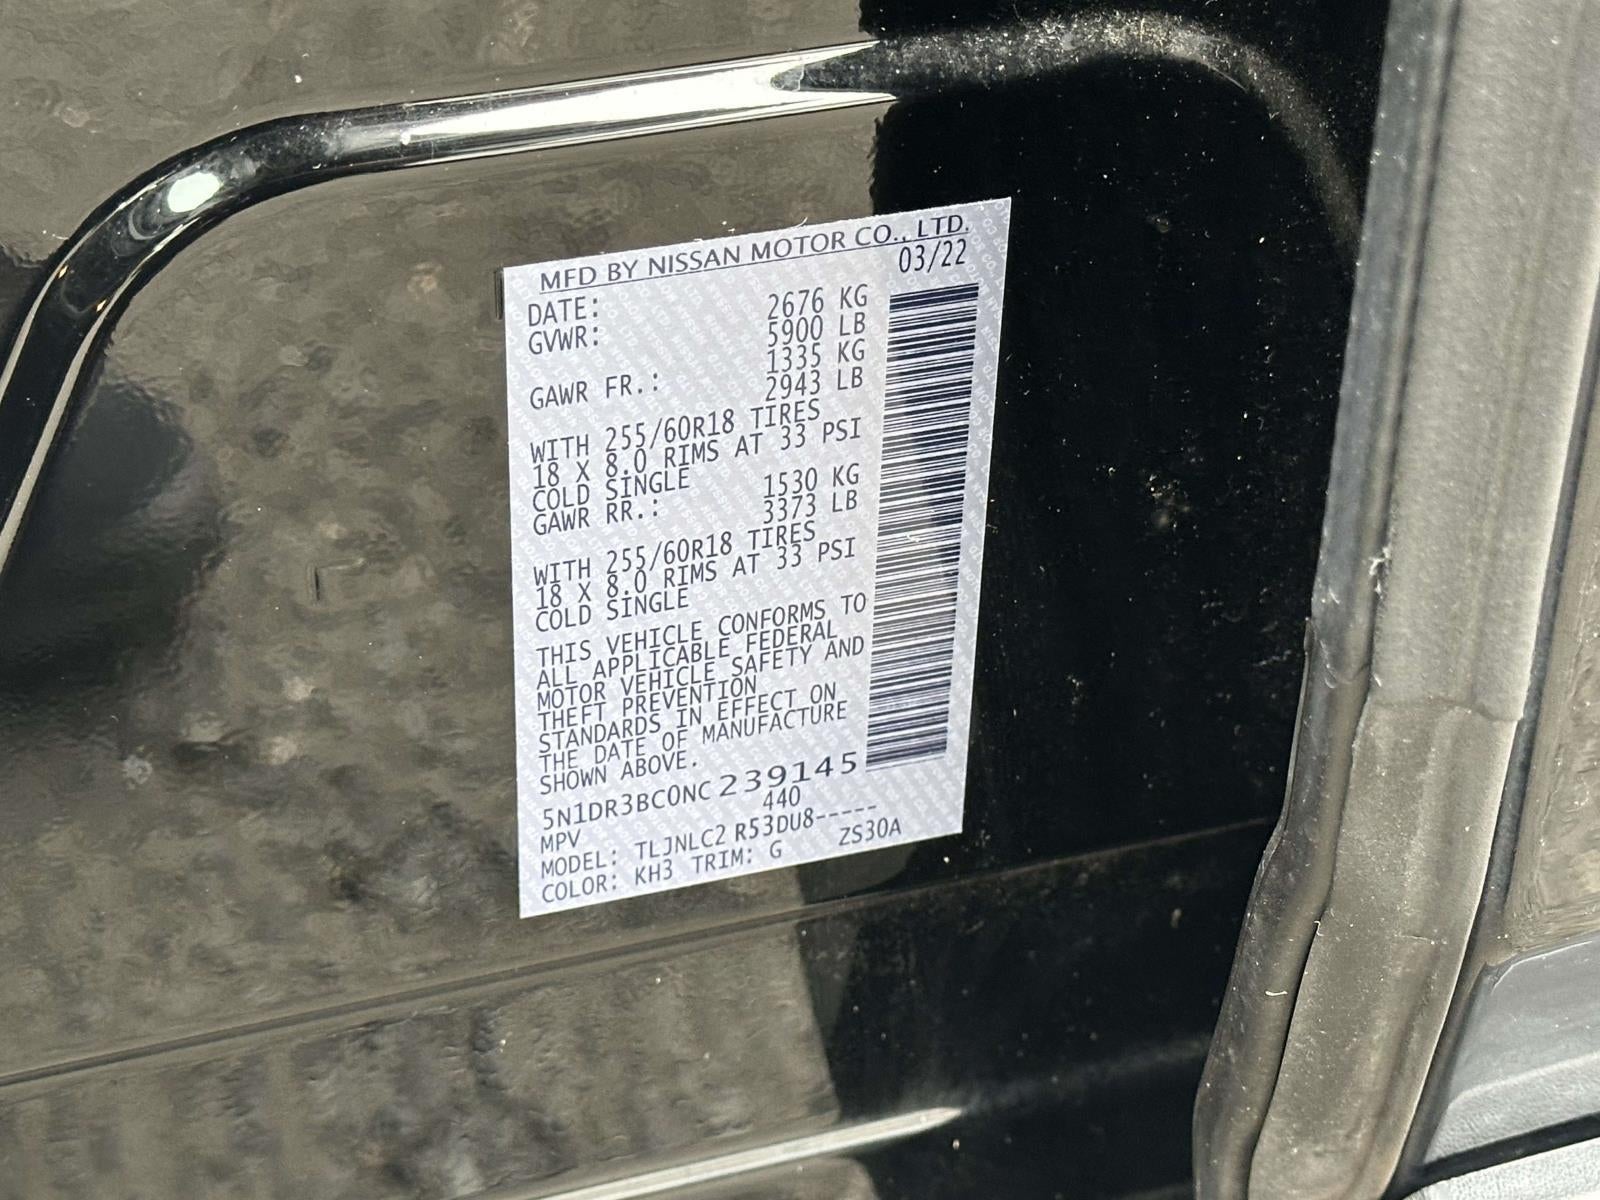 MFD BY NISSAN MOTOR CO., LTD.
DATE: 03/22
GVWR: 2676 KG
5900 LB
GAWR FR.: 1335 KG
2943 LB
WITH 255/60R18 TIRES
18 X 8.0 RIMS AT 33 PSI
COLD SINGLE
GAWR RR.: 1530 KG
3373 LB
WITH 255/60R18 TIRES
18 X 8.0 RIMS AT 33 PSI
COLD SINGLE
THIS VEHICLE CONFORMS TO
ALL APPLICABLE FEDERAL
MOTOR VEHICLE SAFETY AND
THEFT PREVENTION
STANDARDS IN EFFECT ON
THE DATE OF MANUFACTURE
SHOWN ABOVE.
5N1DR3BC0NC239145
MPV 440
MODEL: TLJNLC2 R53DU8-----
COLOR: KH3 TRIM: G ZS30A